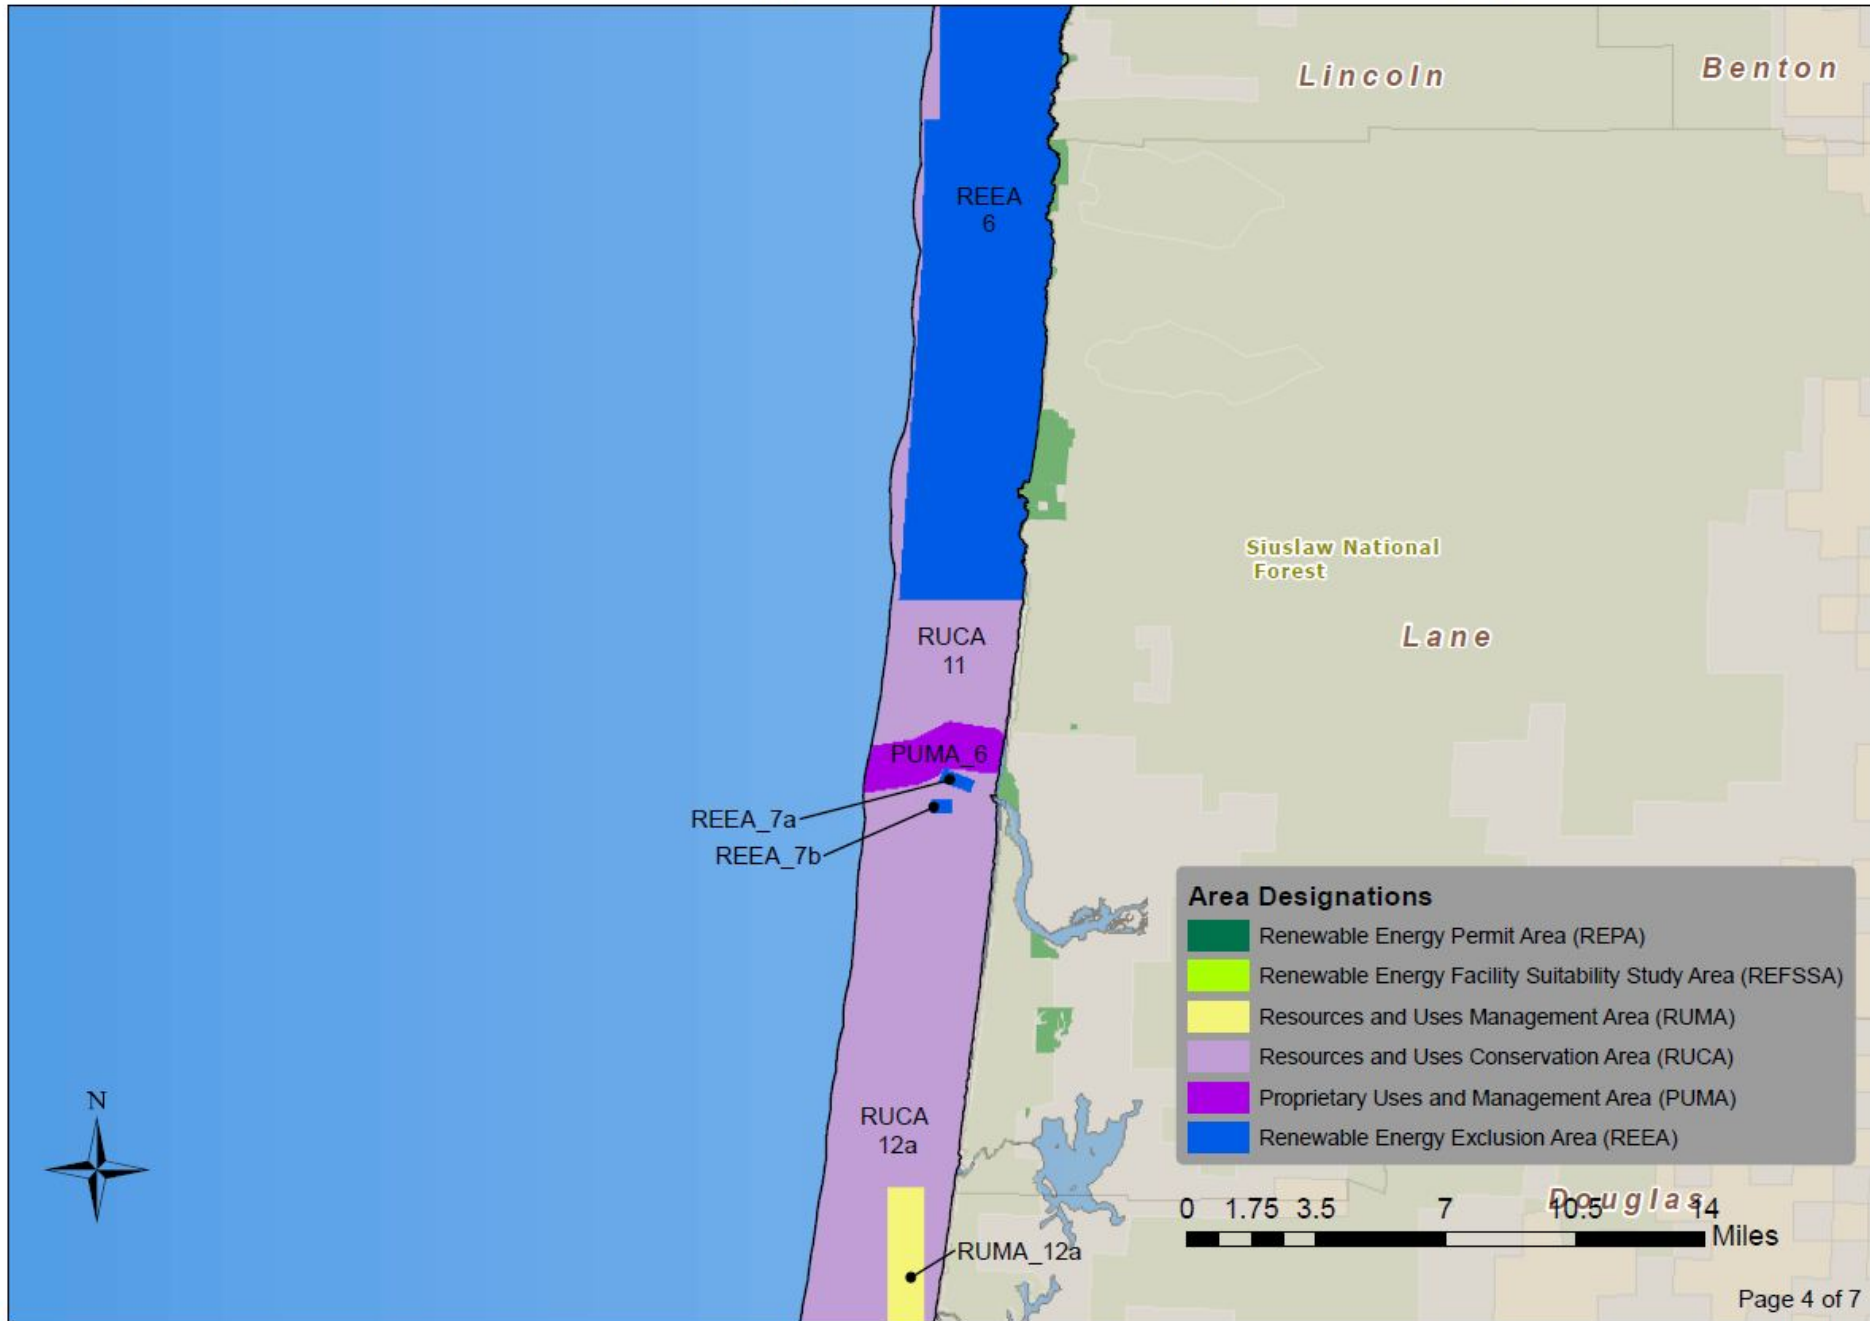 Lincoln
Benton
REEA
6
Siuslaw National
Forest
Lane
RUCA
11
PUMA_6
REEA_7a
REEA_7b
Area Designations
Renewable Energy Permit Area (REPA)
Renewable Energy Facility Suitability Study Area (REFSSA)
Resources and Uses Management Area (RUMA)
Resources and Uses Conservation Area (RUCA)
Proprietary Uses and Management Area (PUMA)
Renewable Energy Exclusion Area (REEA)
N
RUCA
12a
RUMA_12a
Douglas
0 1.75 3.5 7 10.5 14
Miles
Page 4 of 7